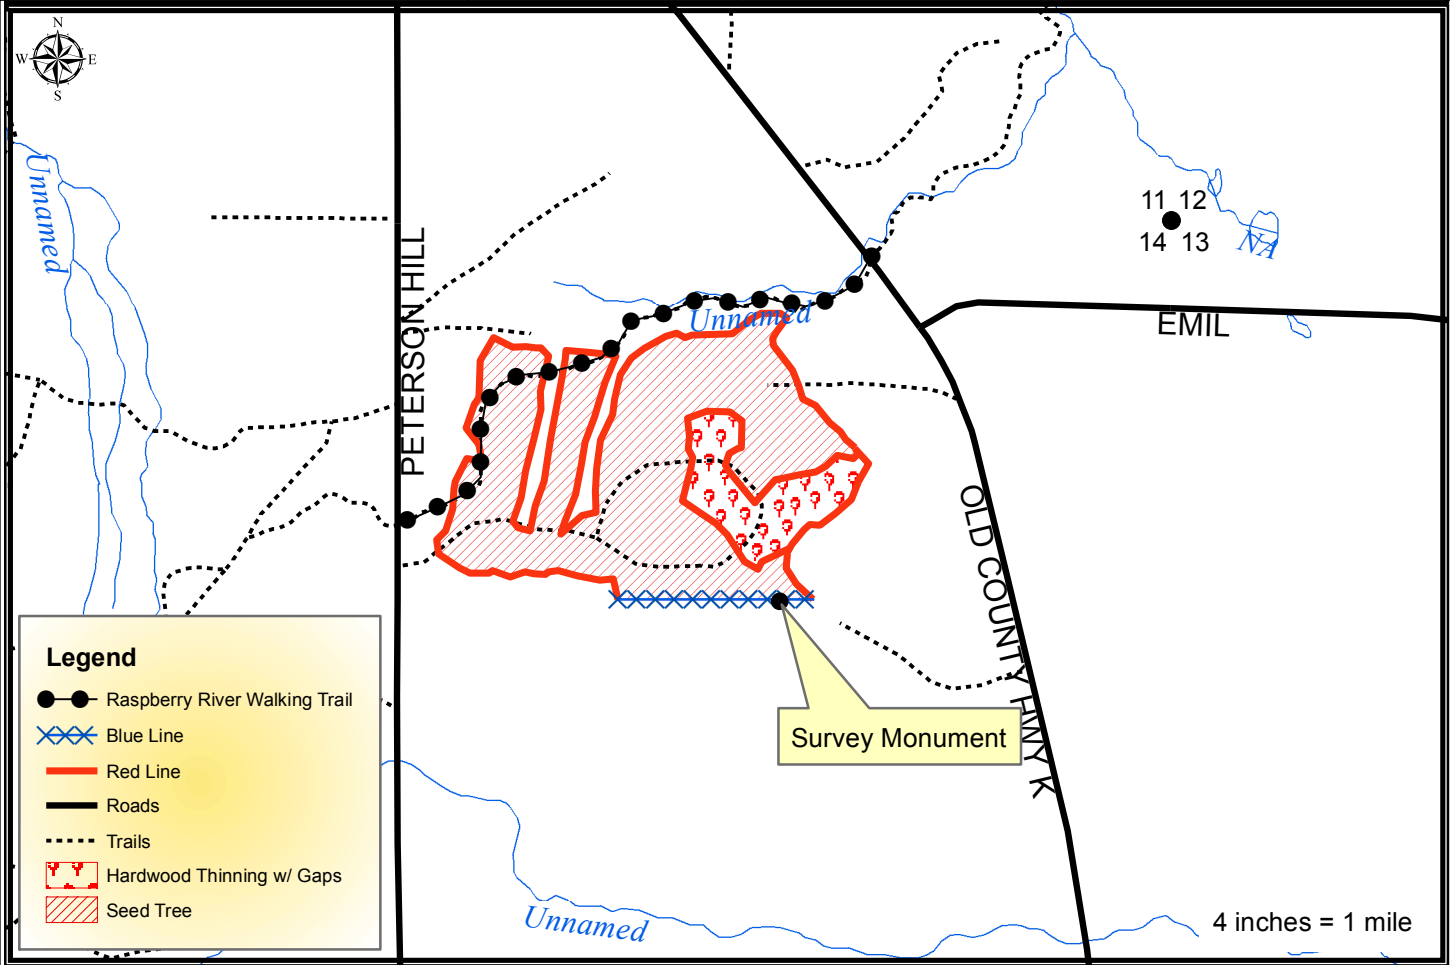 N
W E
S
Unnamed
PETERSON HILL
11 12
14 13
NA
Unnamed
EMIL
OLD COUNTY HWY K
Survey Monument
Legend
Raspberry River Walking Trail
Blue Line
Red Line
Roads
Trails
Hardwood Thinning w/ Gaps
Seed Tree
Unnamed
4 inches = 1 mile